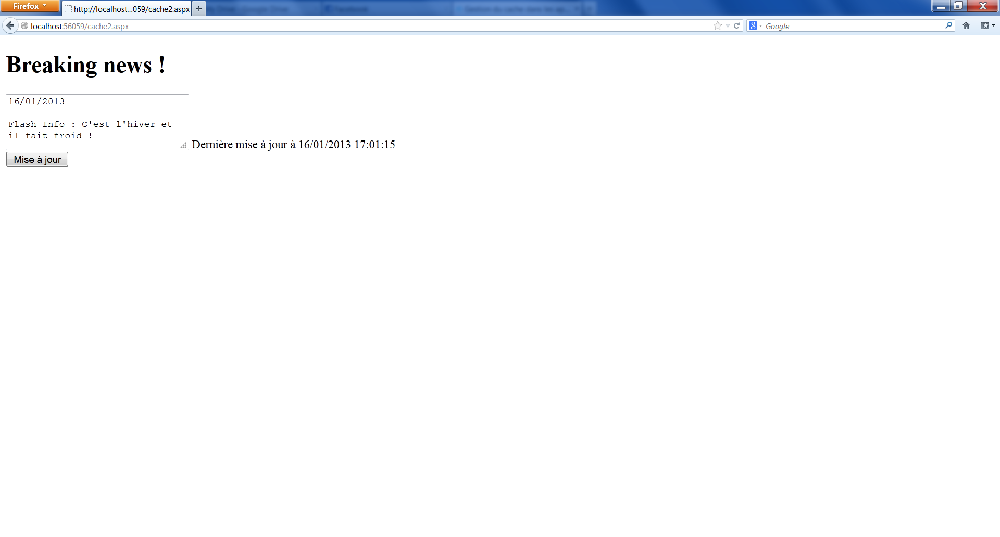 Firefox
http://localhost...059/cache2.aspx
localhost:56059/cache2.aspx
Google
Breaking news !
16/01/2013
Flash Info : C'est l'hiver et
il fait froid !
Dernière mise à jour à 16/01/2013 17:01:15
Mise à jour